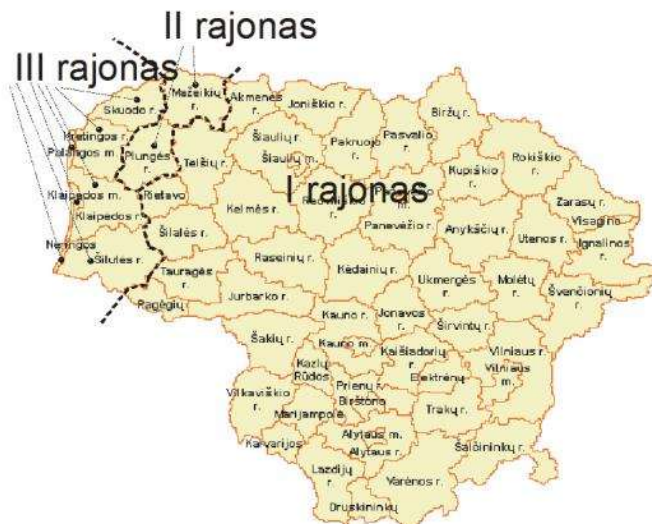 II rajonas
III rajonas
Skuodo r.
Mažeikių
r.
Akmenės
r.
Joniškio r.
Biržų r.
Kretingos r.
Palangos m.
Plungės
r.
Telšių r.
Šiaulių r.
Šiaulių m.
Pakruojo
r.
Pasvalio
r.
Rokiškio
r.
Kupiškio
r.
I rajonas
Klaipėdos m.
Klaipėdos r.
Rietavo
Kelmės r.
m.
Panevėžio r.
Anykščių r.
Zarasų r.
Visagino
Utenos r.
Ignalinos
r.
Neringos
Šilutės r.
Šilalės r.
Tauragės
r.
Raseinių r.
Kėdainių r.
Ukmergės
r.
Molėtų
r.
Švenčionių
r.
Pagėgių
Jurbarko r.
Kauno r.
Jonavos
r.
Širvintų r.
Šakių r.
Kauno m.
Kaišiadorių
r.
Vilniaus r.
Vilniaus
m.
Kazlų
Rūdos
Elektrėnų
Prienų r.
Birštono
Vilkaviškio
r.
Marijampolė
Trakų r.
Kalvarijos
Alytaus m.
Alytaus r.
Šalčininkų r.
Lazdijų
r.
Varėnos r.
Druskininkų